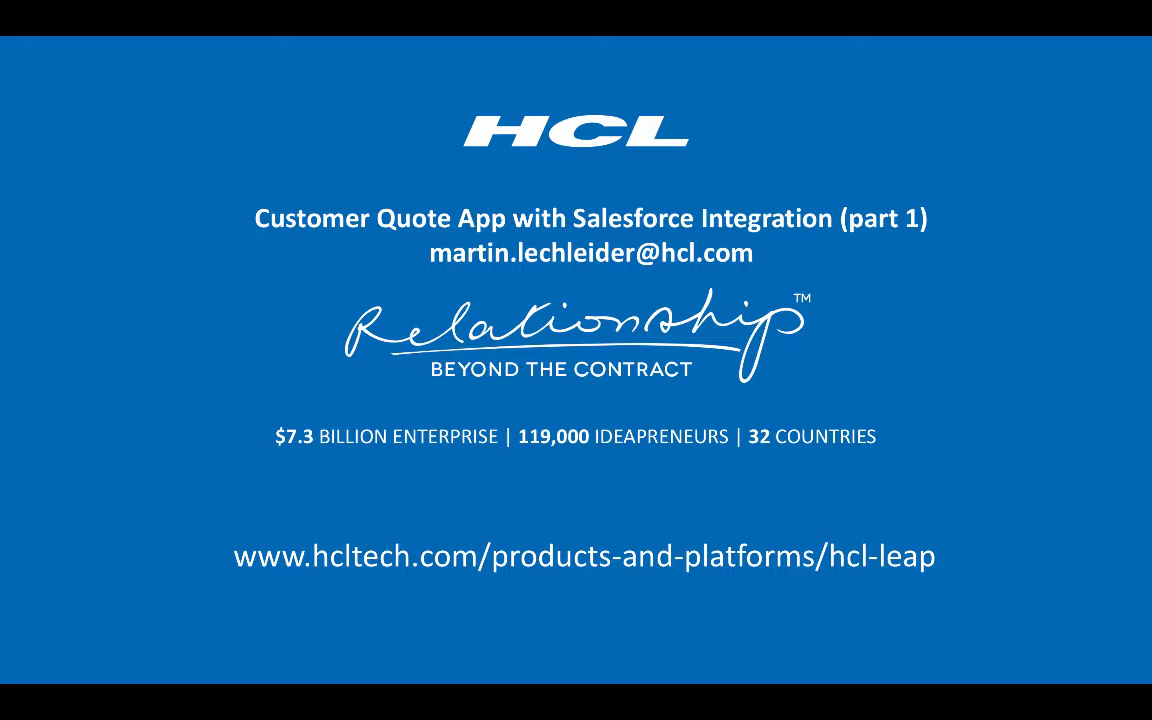 HCL
Customer Quote App with Salesforce Integration (part 1)
martin.lechleider@hcl.com
Relationship™
BEYOND THE CONTRACT
$7.3 BILLION ENTERPRISE | 119,000 IDEAPRENEURS | 32 COUNTRIES
www.hcltech.com/products-and-platforms/hcl-leap